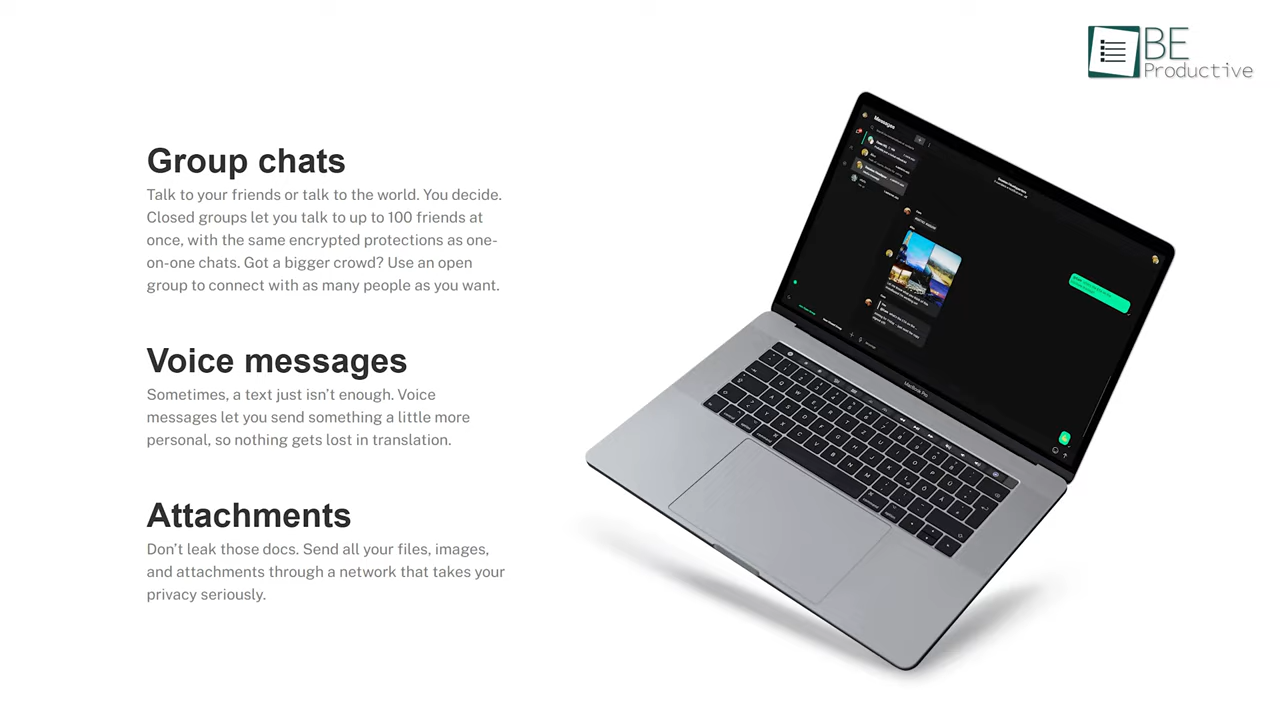 BE
Productive
Group chats
Talk to your friends or talk to the world. You decide.
Closed groups let you talk to up to 100 friends at
once, with the same encrypted protections as one-
on-one chats. Got a bigger crowd? Use an open
group to connect with as many people as you want.
Voice messages
Sometimes, a text just isn’t enough. Voice
messages let you send something a little more
personal, so nothing gets lost in translation.
Attachments
Don’t leak those docs. Send all your files, images,
and attachments through a network that takes your
privacy seriously.
Messages
MacBook Pro